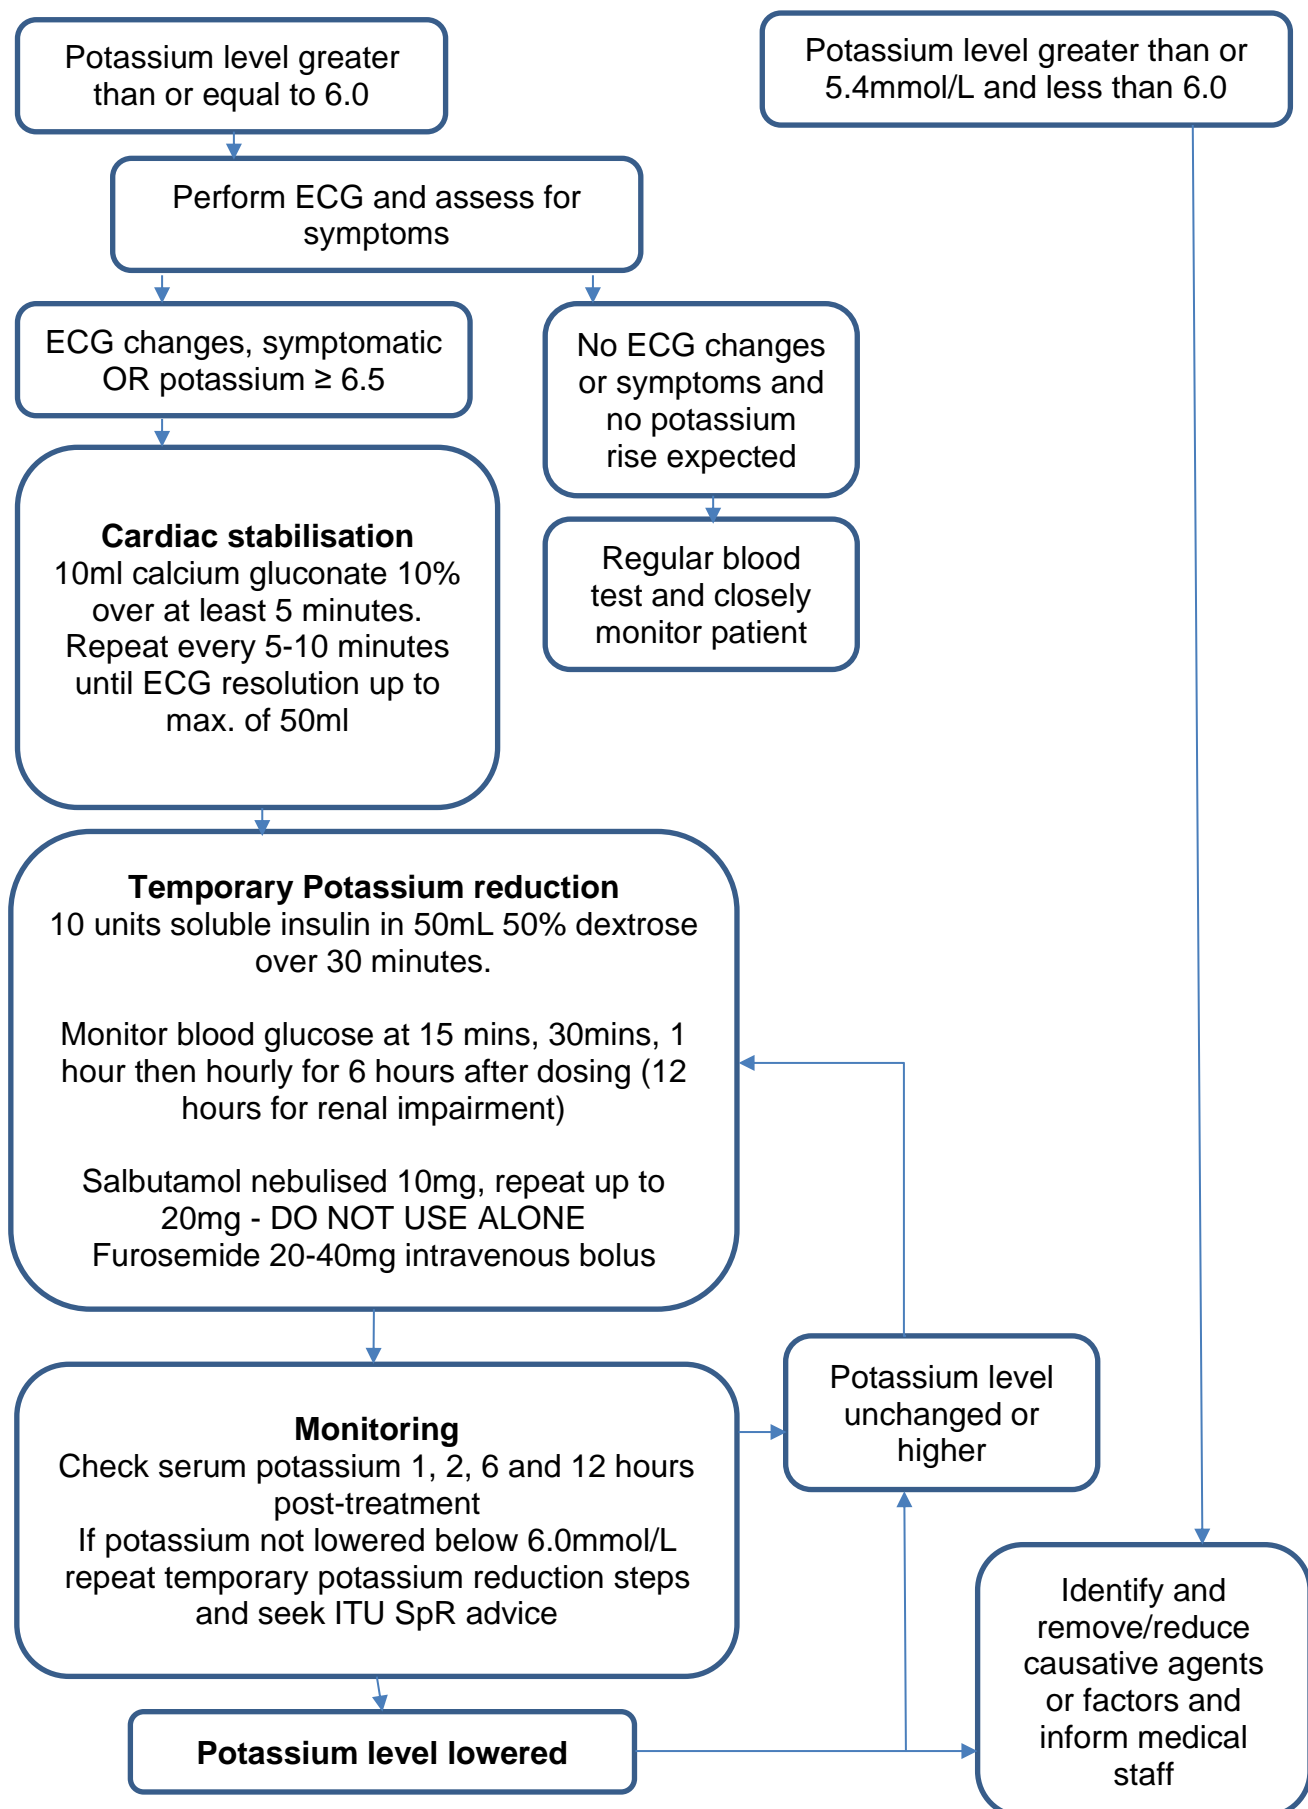 Potassium level greater
than or equal to 6.0
Potassium level greater than or
5.4mmol/L and less than 6.0
Perform ECG and assess for
symptoms
ECG changes, symptomatic
OR potassium ≥ 6.5
No ECG changes
or symptoms and
no potassium
rise expected
Cardiac stabilisation
10ml calcium gluconate 10%
over at least 5 minutes.
Repeat every 5-10 minutes
until ECG resolution up to
max. of 50ml
Regular blood
test and closely
monitor patient
Temporary Potassium reduction
10 units soluble insulin in 50mL 50% dextrose
over 30 minutes.
Monitor blood glucose at 15 mins, 30mins, 1
hour then hourly for 6 hours after dosing (12
hours for renal impairment)
Salbutamol nebulised 10mg, repeat up to
20mg - DO NOT USE ALONE
Furosemide 20-40mg intravenous bolus
Potassium level
unchanged or
higher
Monitoring
Check serum potassium 1, 2, 6 and 12 hours
post-treatment
If potassium not lowered below 6.0mmol/L
repeat temporary potassium reduction steps
and seek ITU SpR advice
Identify and
remove/reduce
causative agents
or factors and
inform medical
staff
Potassium level lowered